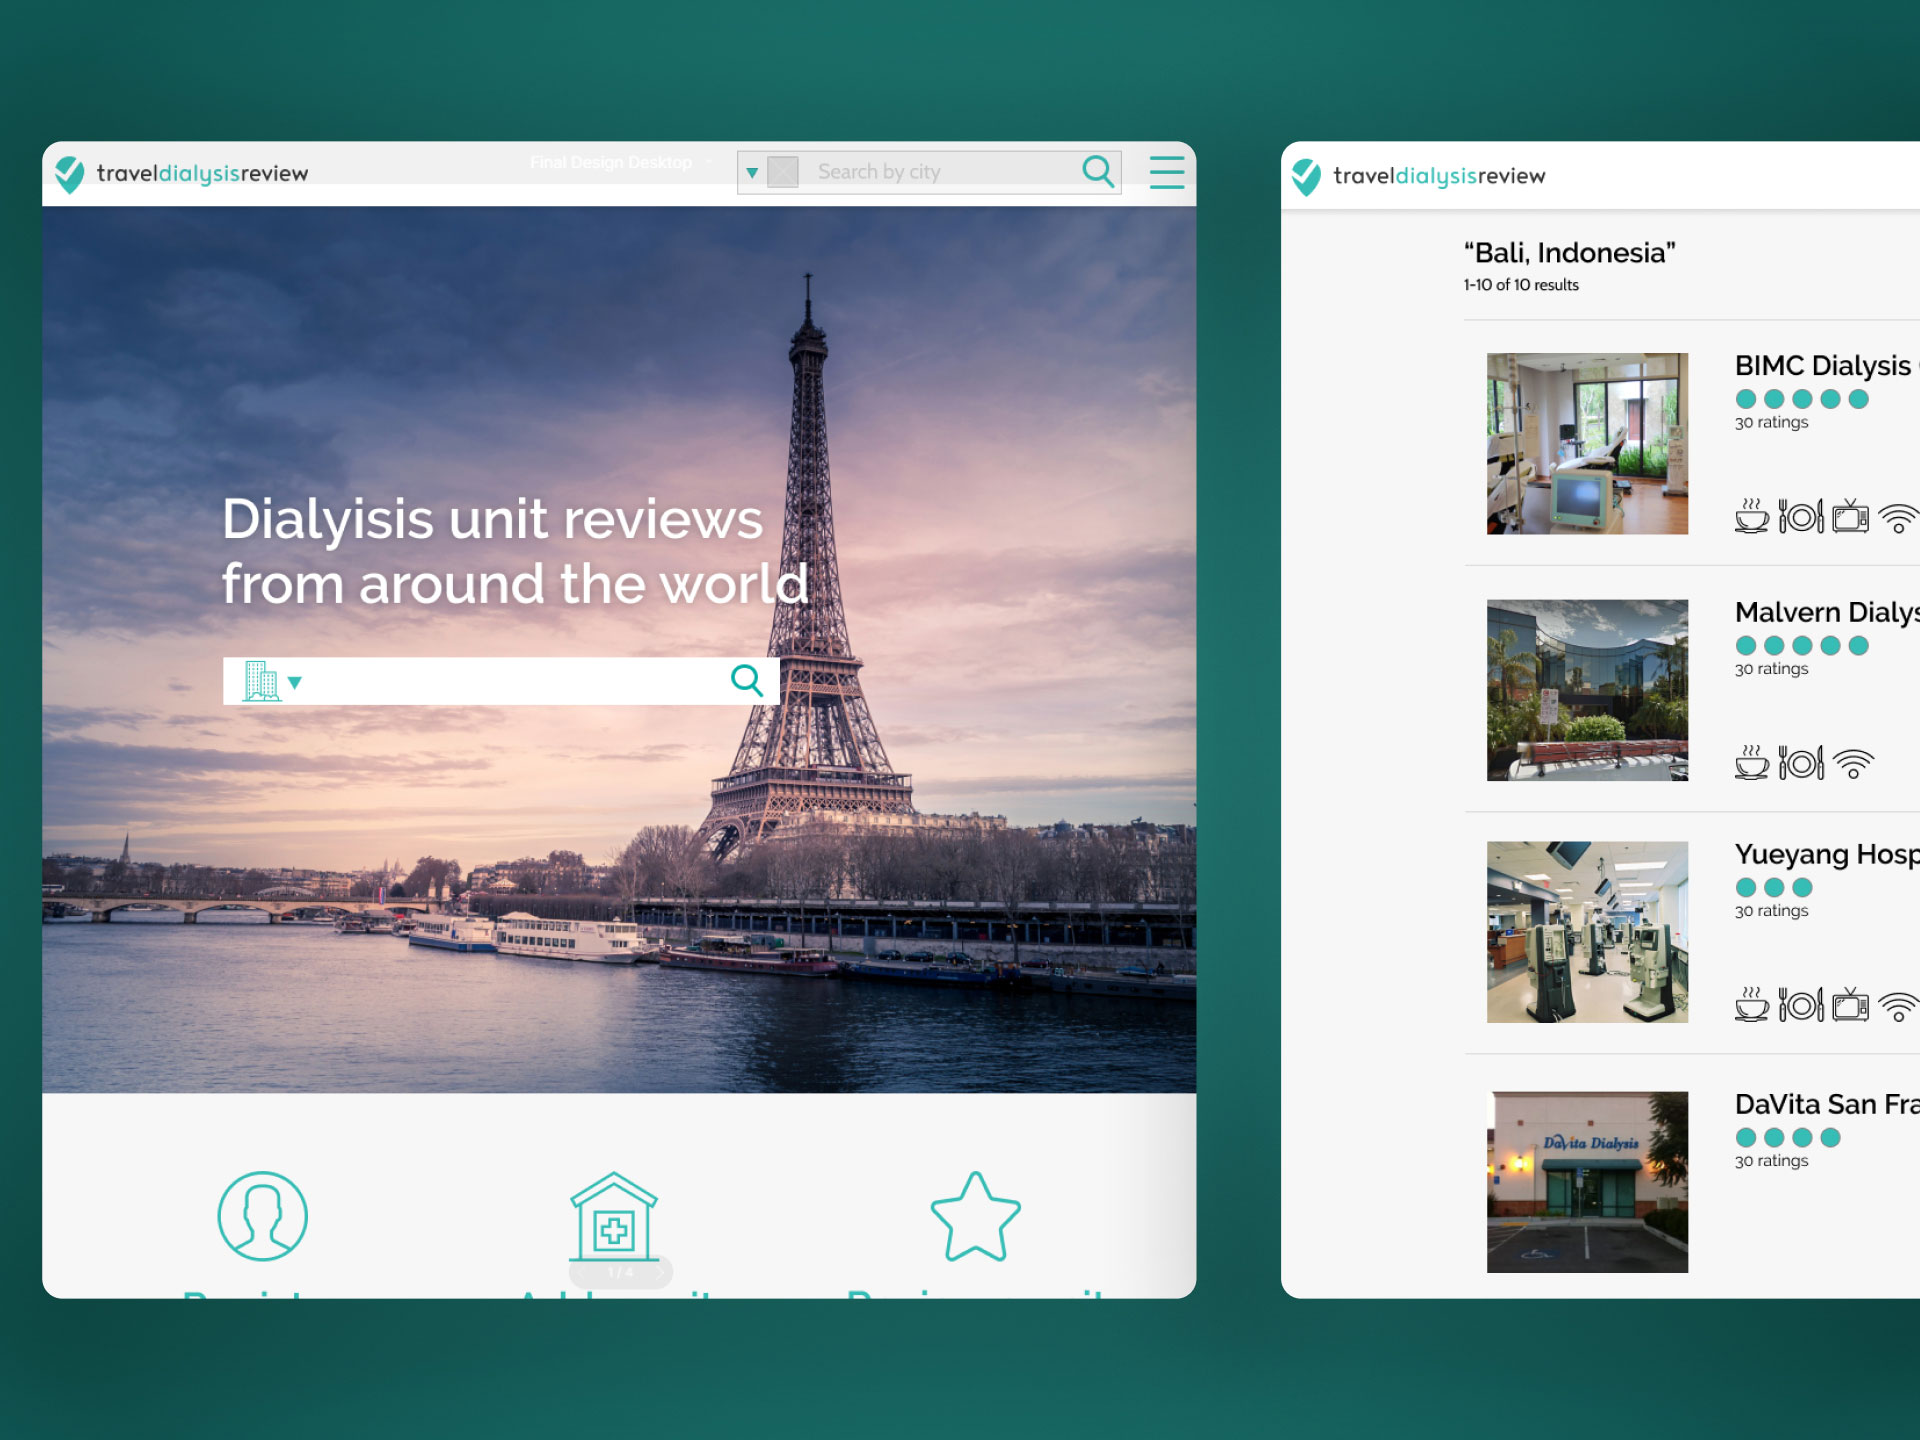 traveldialysisreview
Final Design Desktop
Search by city
Dialyisis unit reviews
from around the world
1 / 4
traveldialysisreview
“Bali, Indonesia”
1-10 of 10 results
BIMC Dialysis
30 ratings
Malvern Dialys
30 ratings
Yueyang Hosp
30 ratings
DaVita Dialysis
DaVita San Fra
30 ratings